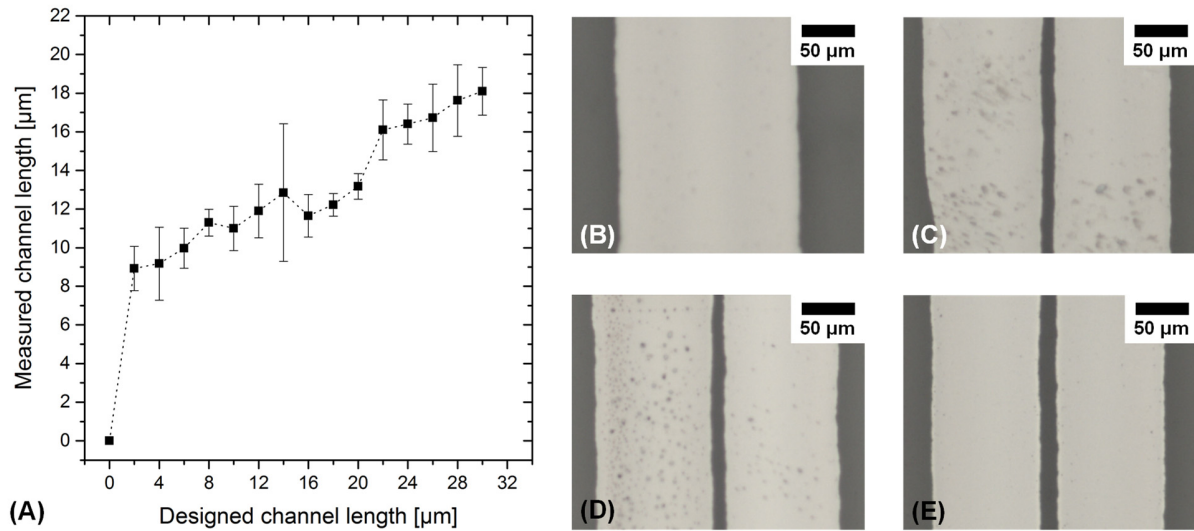 22
20
18
16
14
12
10
8
6
4
2
0
Measured channel length [µm]
0 4 8 12 16 20 24 28 32
Designed channel length [µm]
(A)
50 µm
(B)
50 µm
(C)
50 µm
(D)
50 µm
(E)